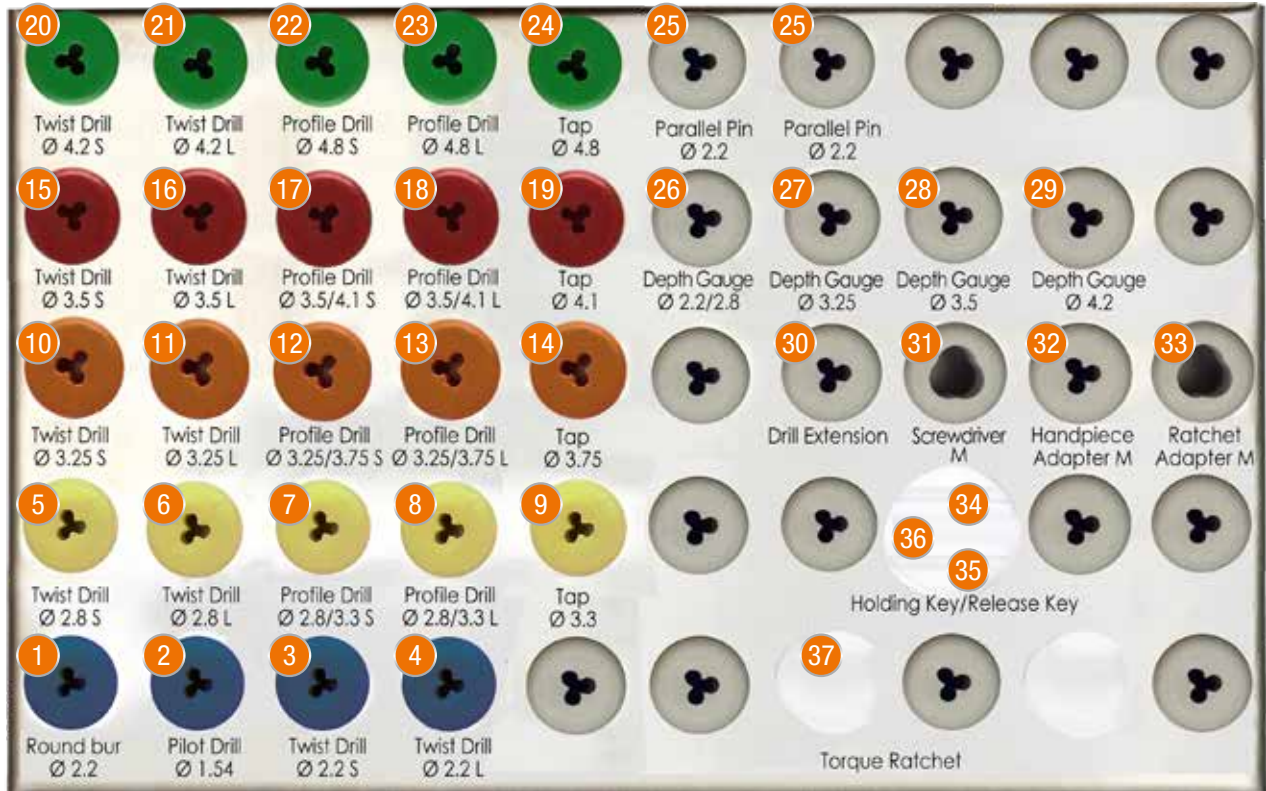 20 21 22 23 24 25 25
Twist Drill Twist Drill Profile Drill Profile Drill Tap Parallel Pin Parallel Pin
Ø 4.2 S Ø 4.2 L Ø 4.8 S Ø 4.8 L Ø 4.8 Ø 2.2 Ø 2.2
15 16 17 18 19 26 27 28 29
Twist Drill Twist Drill Profile Drill Profile Drill Tap Depth Gauge Depth Gauge Depth Gauge Depth Gauge
Ø 3.5 S Ø 3.5 L Ø 3.5/4.1 S Ø 3.5/4.1 L Ø 4.1 Ø 2.2/2.8 Ø 3.25 Ø 3.5 Ø 4.2
10 11 12 13 14 30 31 32 33
Twist Drill Twist Drill Profile Drill Profile Drill Tap Drill Extension Screwdriver Handpiece Ratchet
Ø 3.25 S Ø 3.25 L Ø 3.25/3.75 S Ø 3.25/3.75 L Ø 3.75 M Adapter M Adapter M
5 6 7 8 9 34
36
35
Twist Drill Twist Drill Profile Drill Profile Drill Tap Holding Key/Release Key
Ø 2.8 S Ø 2.8 L Ø 2.8/3.3 S Ø 2.8/3.3 L Ø 3.3
1 2 3 4 37
Round bur Pilot Drill Twist Drill Twist Drill Torque Ratchet
Ø 2.2 Ø 1.54 Ø 2.2 S Ø 2.2 L